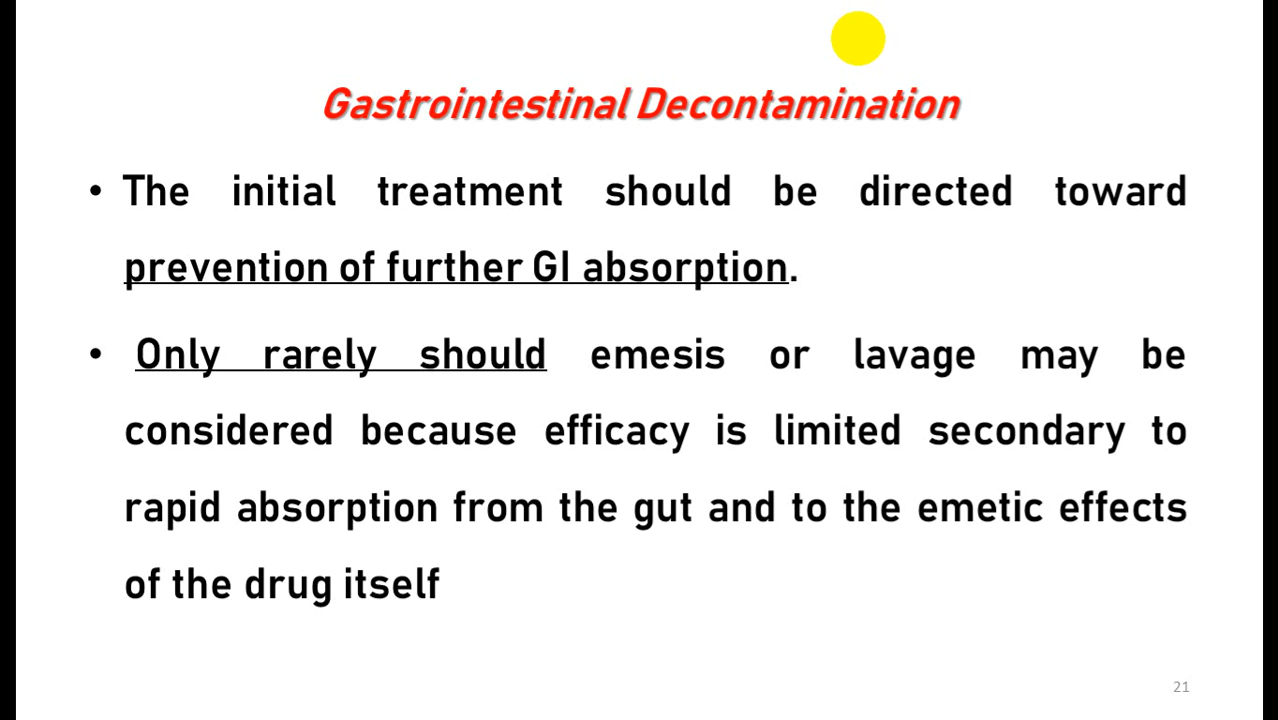 Gastrointestinal Decontamination
• The initial treatment should be directed toward
prevention of further GI absorption.
• Only rarely should emesis or lavage may be
considered because efficacy is limited secondary to
rapid absorption from the gut and to the emetic effects
of the drug itself
21